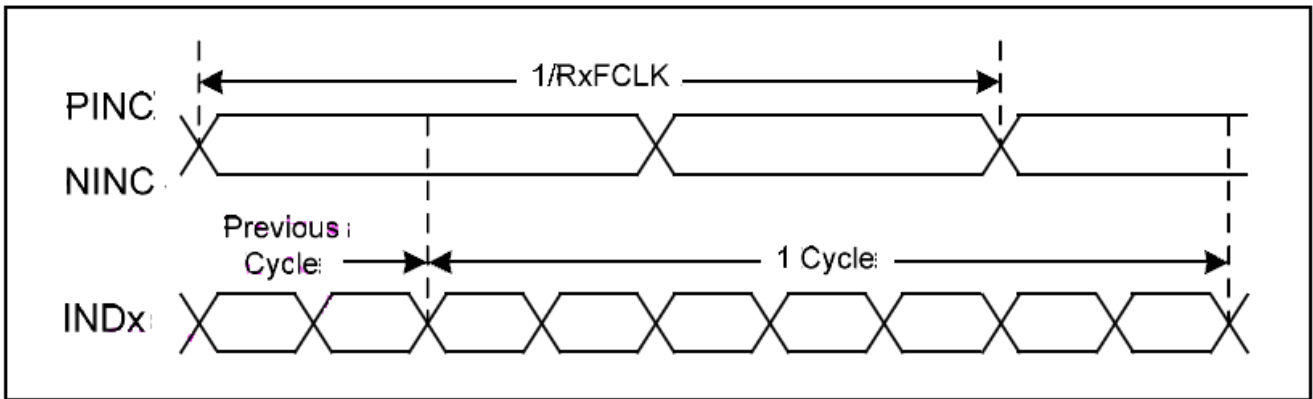 1/RxFCLK
PINC
NINC
Previous
Cycle
1 Cycle
INDx